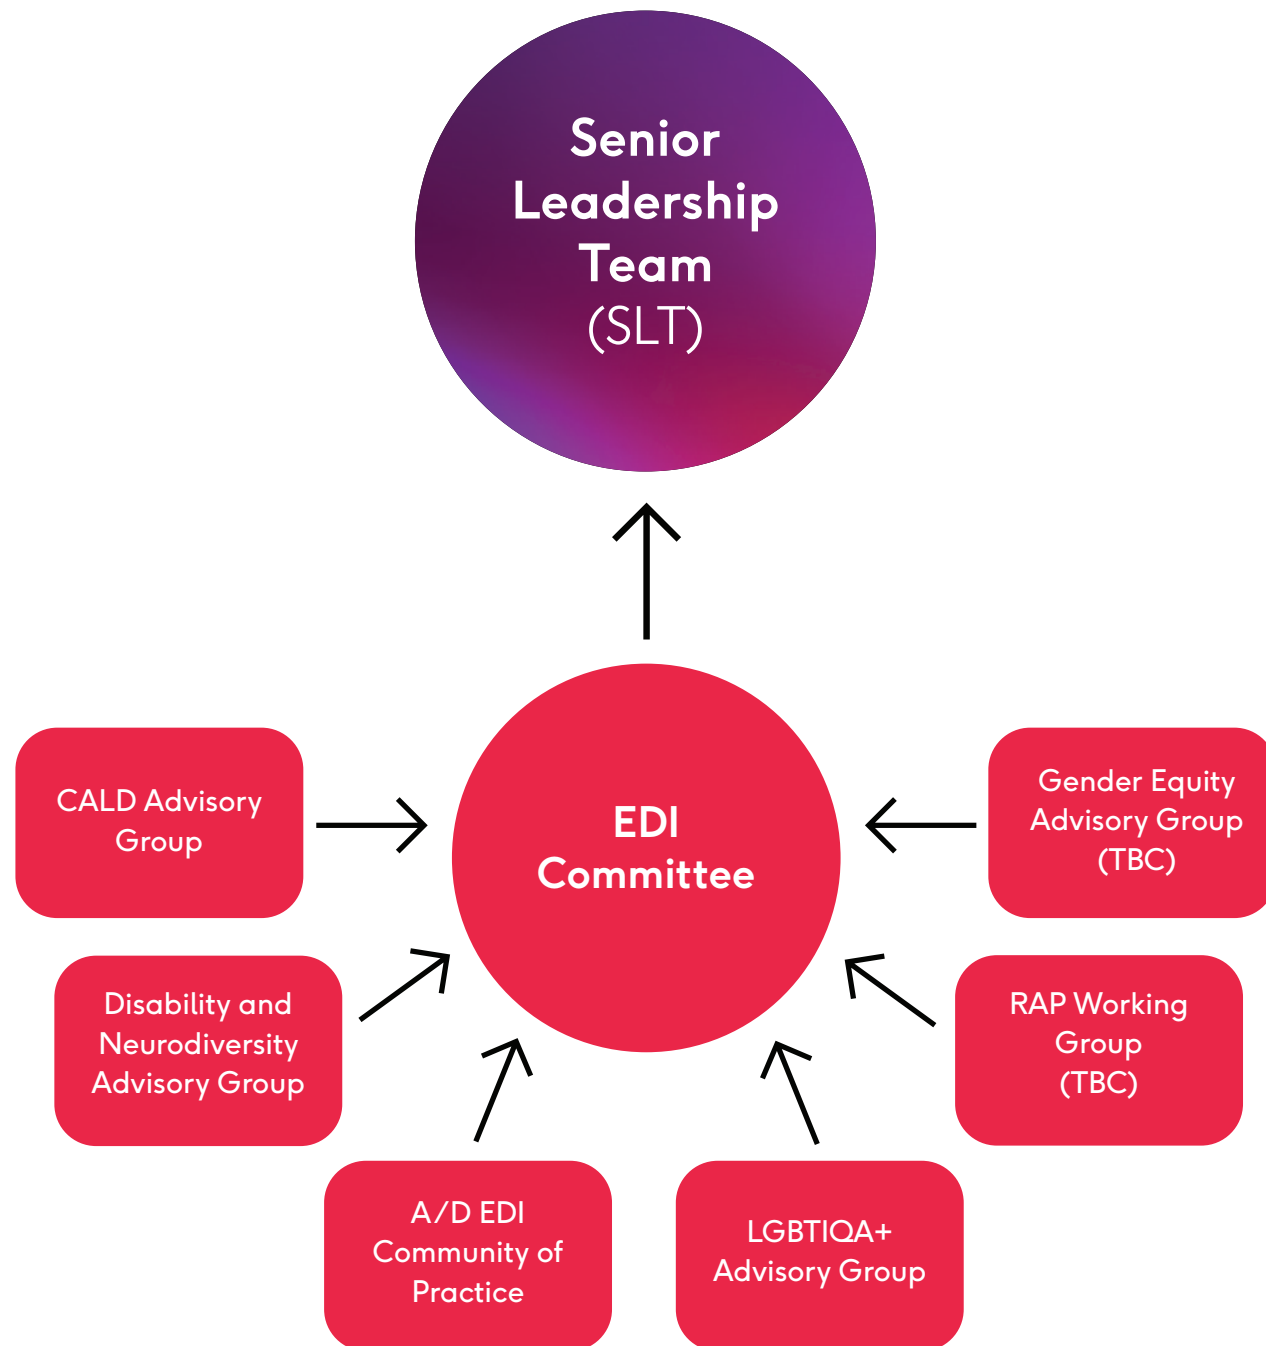 Senior
Leadership
Team
(SLT)
EDI
Committee
CALD Advisory
Group
Gender Equity
Advisory Group
(TBC)
Disability and
Neurodiversity
Advisory Group
RAP Working
Group
(TBC)
A/D EDI
Community of
Practice
LGBTIQA+
Advisory Group